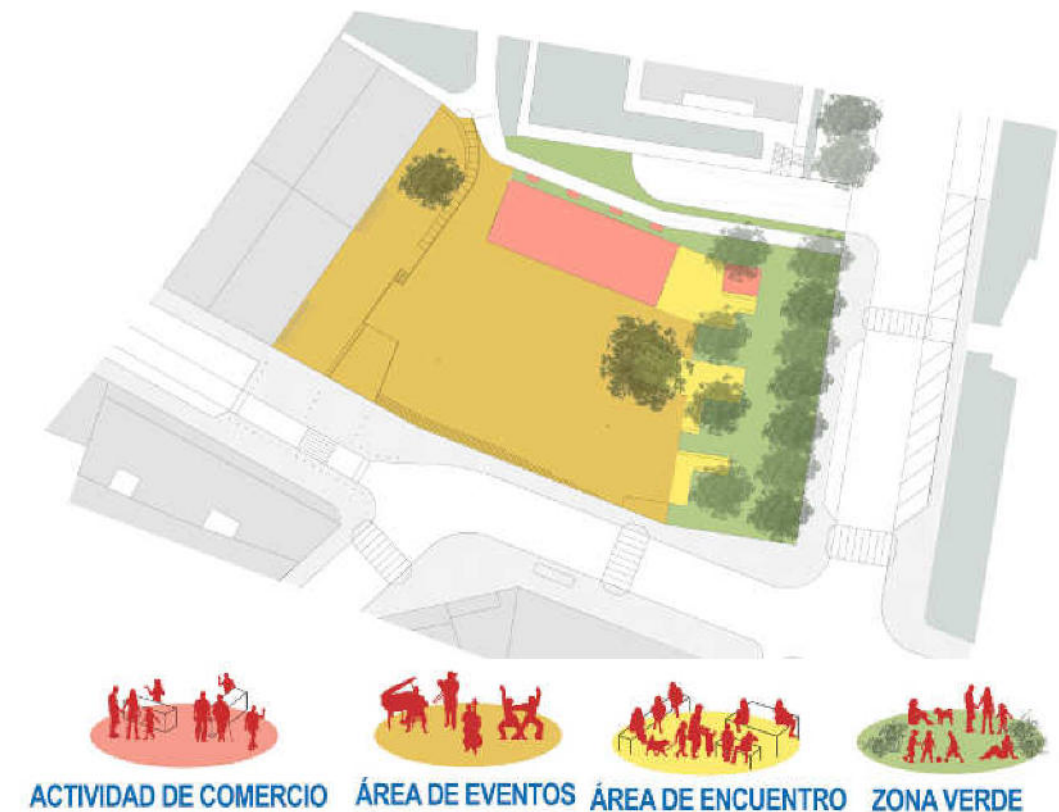 ACTIVIDAD DE COMERCIO
ÁREA DE EVENTOS
ÁREA DE ENCUENTRO
ZONA VERDE